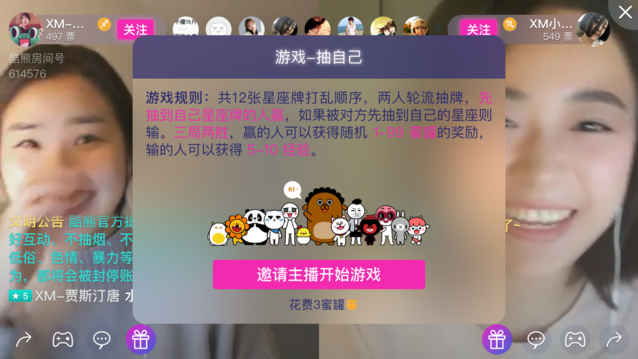 XM-...
497 票
关注
关注
XM小...
549 票
酷熊房间号
614576
游戏-抽自己
游戏规则：共12张星座牌打乱顺序，两人轮流抽牌，先
抽到自己星座牌的人赢，如果被对方先抽到自己的星座则
输。三局两胜，赢的人可以获得随机 1-99 蜜罐的奖励，
输的人可以获得 5-10 经验。
HI~
邀请主播开始游戏
花费3蜜罐
文明公告 酷熊官方提
好互动、不抽烟、不
低俗、色情、暴力等
为，都将会被封停账
了~
★ 5 XM-贾斯汀唐